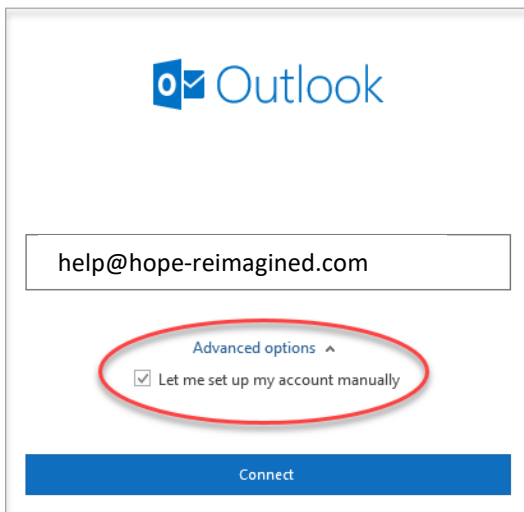 Outlook
help@hope-reimagined.com
Advanced options
Let me set up my account manually
Connect